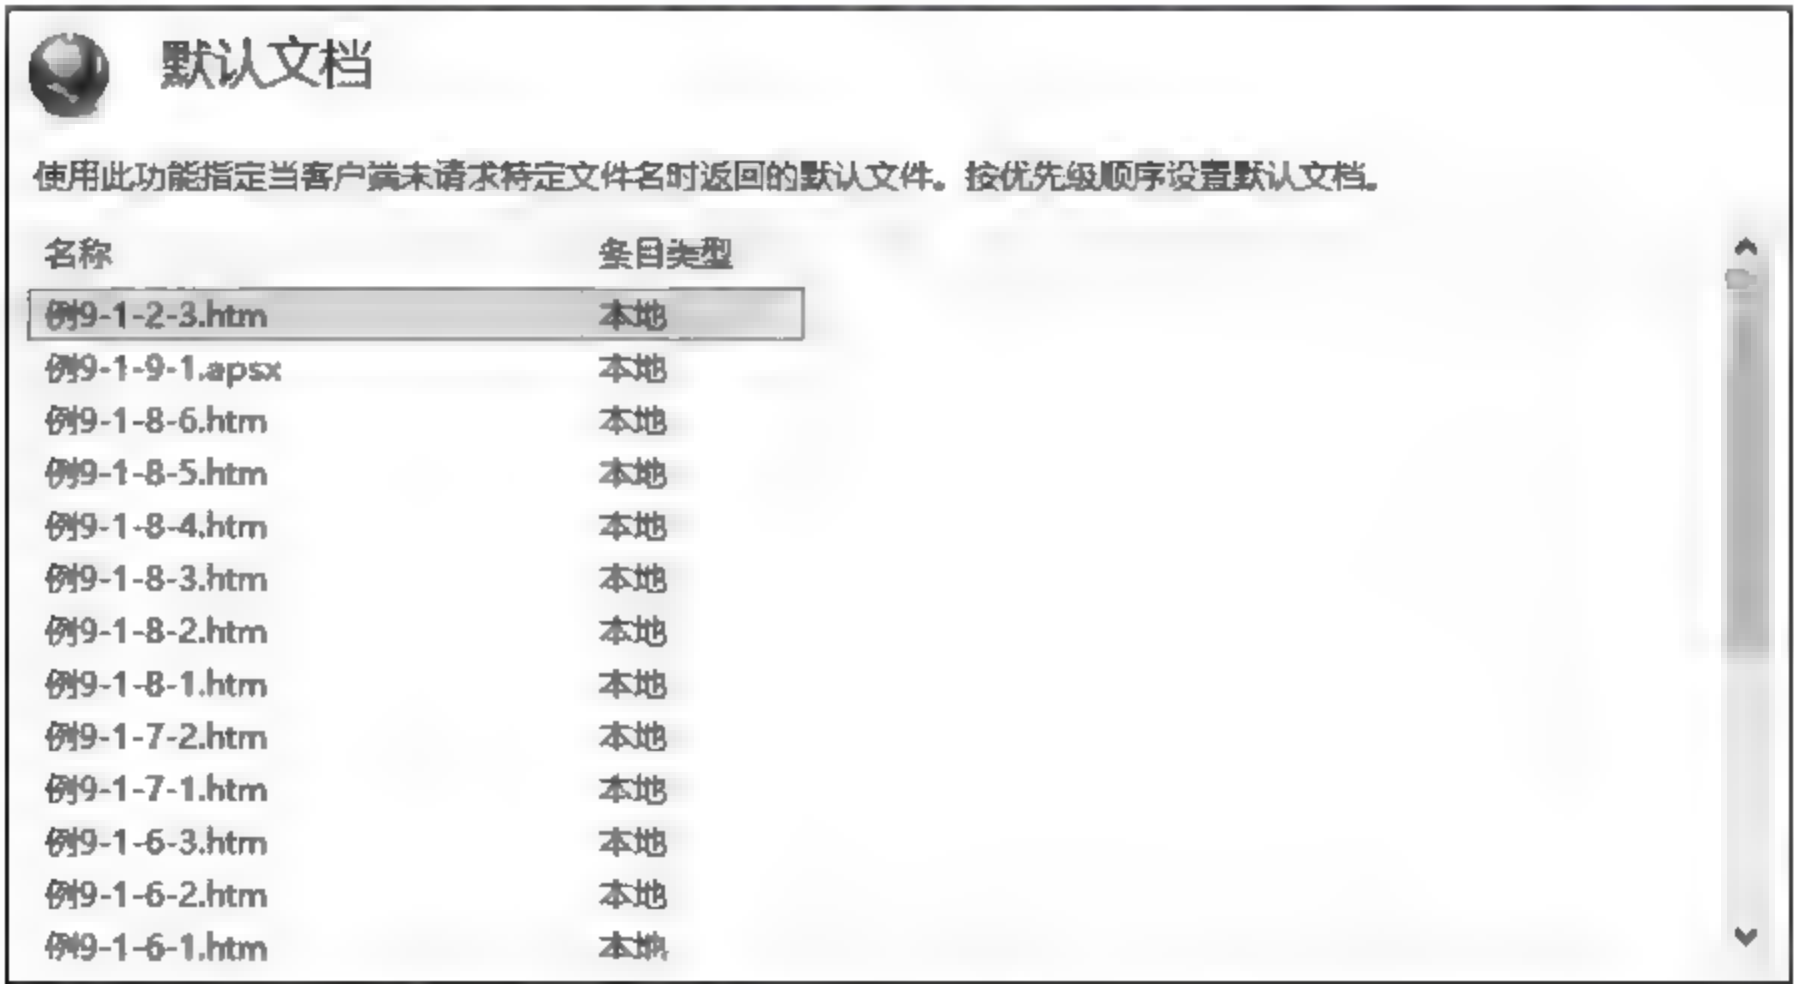 默认文档
使用此功能指定当客户端未请求特定文件名时返回的默认文件。按优先级顺序设置默认文档。
名称 条目类型
例9-1-2-3.htm 本地
例9-1-9-1.apsx 本地
例9-1-8-6.htm 本地
例9-1-8-5.htm 本地
例9-1-8-4.htm 本地
例9-1-8-3.htm 本地
例9-1-8-2.htm 本地
例9-1-8-1.htm 本地
例9-1-7-2.htm 本地
例9-1-7-1.htm 本地
例9-1-6-3.htm 本地
例9-1-6-2.htm 本地
例9-1-6-1.htm 本地